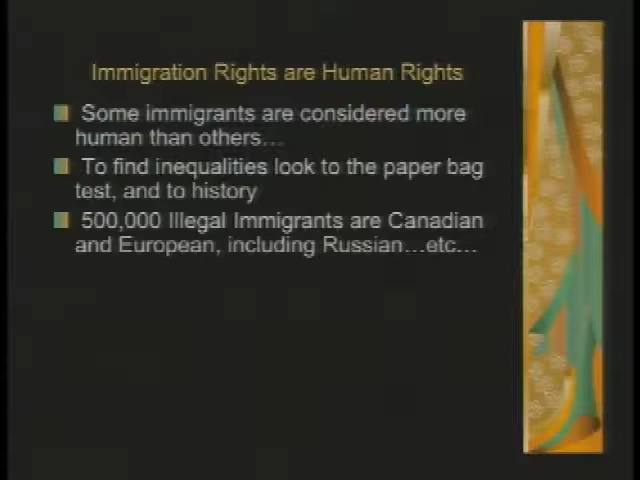 Immigration Rights are Human Rights
Some immigrants are considered more
human than others…
To find inequalities look to the paper bag
test, and to history
500,000 Illegal Immigrants are Canadian
and European, including Russian…etc…